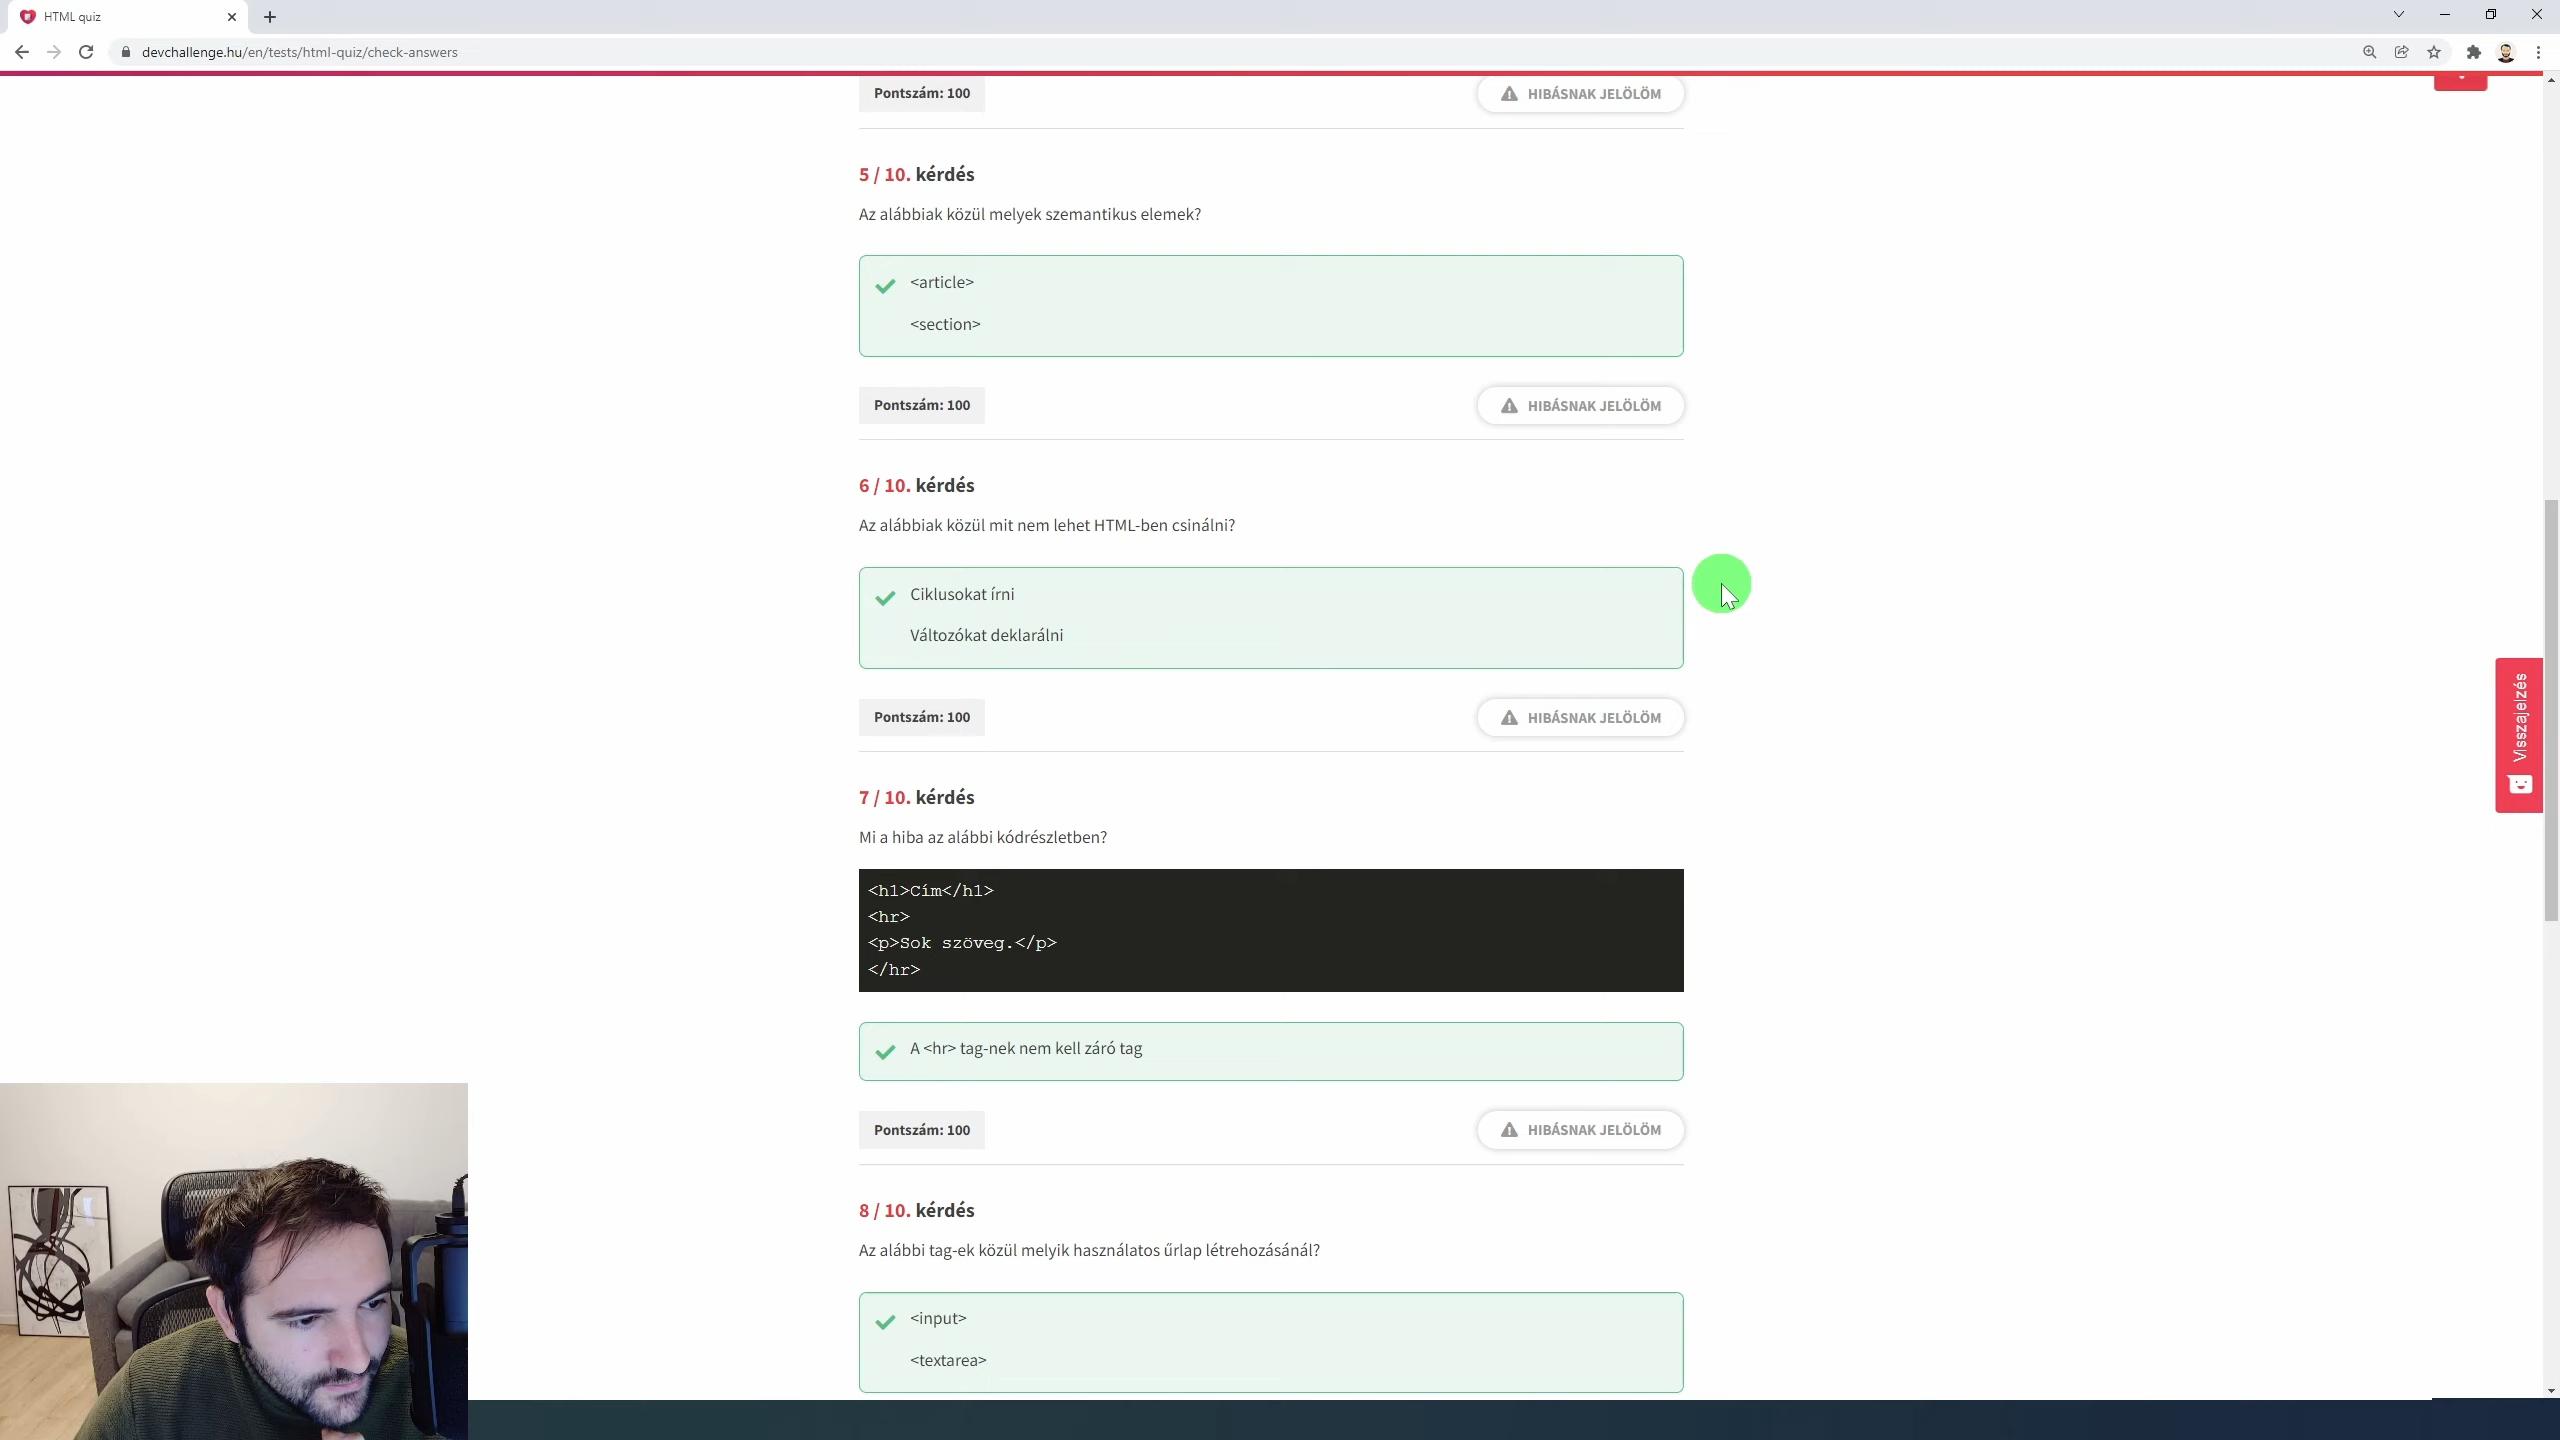 HTML quiz
devchallenge.hu/en/tests/html-quiz/check-answers
Pontszám: 100
HIBÁSNAK JELÖLÖM
5 / 10. kérdés
Az alábbiak közül melyek szemantikus elemek?
<article>
<section>
Pontszám: 100
HIBÁSNAK JELÖLÖM
6 / 10. kérdés
Az alábbiak közül mit nem lehet HTML-ben csinálni?
Ciklusokat írni
Változókat deklarálni
Pontszám: 100
HIBÁSNAK JELÖLÖM
Visszajelzés
7 / 10. kérdés
Mi a hiba az alábbi kódrészletben?
<h1>Cím</h1>
<hr>
<p>Sok szöveg.</p>
</hr>
A <hr> tag-nek nem kell záró tag
Pontszám: 100
HIBÁSNAK JELÖLÖM
8 / 10. kérdés
Az alábbi tag-ek közül melyik használatos űrlap létrehozásánál?
<input>
<textarea>